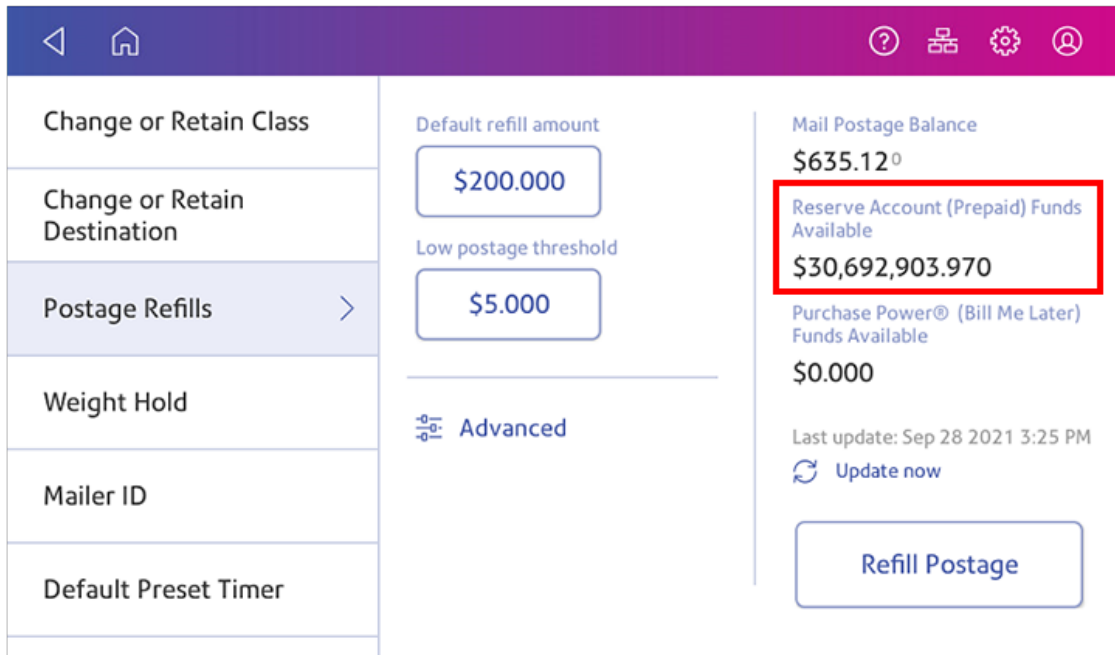 Change or Retain Class
Change or Retain
Destination
Postage Refills
Weight Hold
Mailer ID
Default Preset Timer
Default refill amount
$200.000
Low postage threshold
$5.000
Advanced
Mail Postage Balance
$635.120
Reserve Account (Prepaid) Funds
Available
$30,692,903.970
Purchase Power® (Bill Me Later)
Funds Available
$0.000
Last update: Sep 28 2021 3:25 PM
Update now
Refill Postage